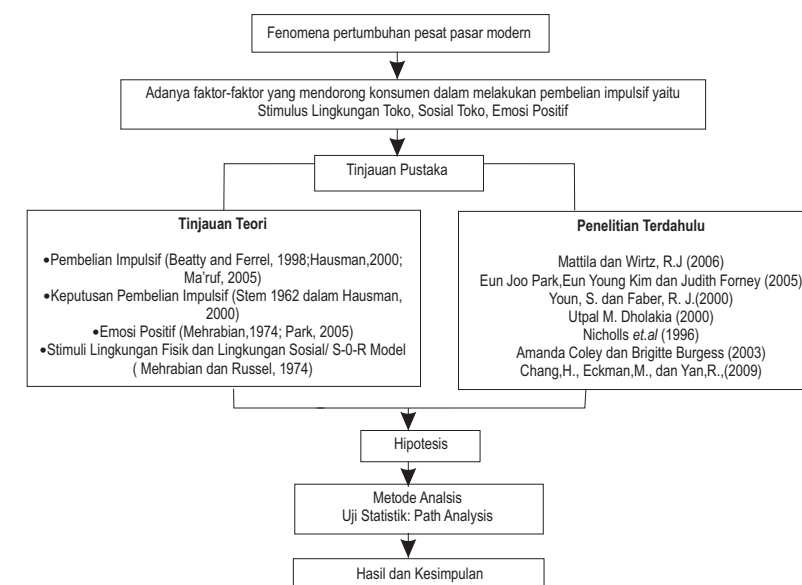 Fenomena pertumbuhan pesat pasar modern
Adanya faktor-faktor yang mendorong konsumen dalam melakukan pembelian impulsif yaitu
Stimulus Lingkungan Toko, Sosial Toko, Emosi Positif
Tinjauan Pustaka
Tinjauan Teori
•Pembelian Impulsif (Beatty and Ferrel, 1998;Hausman,2000;
Ma'ruf, 2005)
•Keputusan Pembelian Impulsif (Stem 1962 dalam Hausman,
2000)
•Emosi Positif (Mehrabian,1974; Park, 2005)
•Stimuli Lingkungan Fisik dan Lingkungan Sosial/ S-0-R Model
( Mehrabian dan Russel, 1974)
Penelitian Terdahulu
Mattila dan Wirtz, R.J (2006)
Eun Joo Park,Eun Young Kim dan Judith Forney (2005)
Youn, S. dan Faber, R. J.(2000)
Utpal M. Dholakia (2000)
Nicholls et.al (1996)
Amanda Coley dan Brigitte Burgess (2003)
Chang,H., Eckman,M., dan Yan,R.,(2009)
Hipotesis
Metode Analsis
Uji Statistik: Path Analysis
Hasil dan Kesimpulan